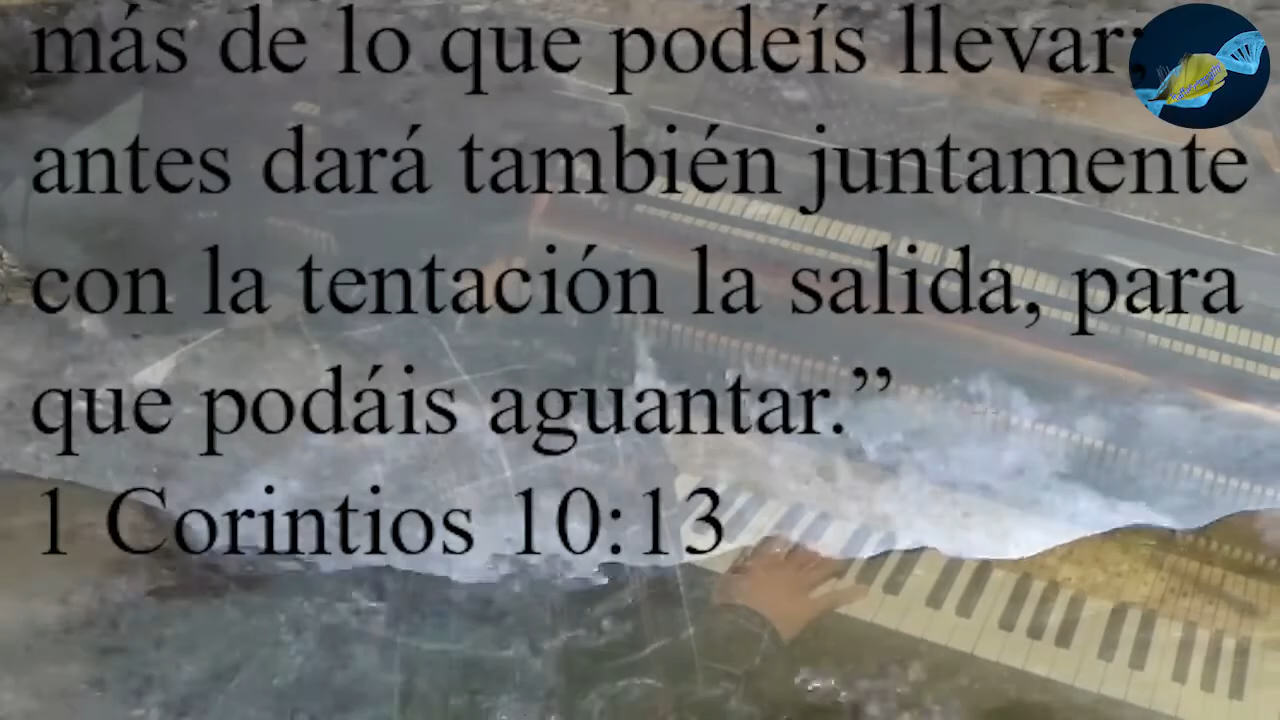 más de lo que podeís llevar;
antes dará también juntamente
con la tentación la salida, para
que podáis aguantar.”
1 Corintios 10:13